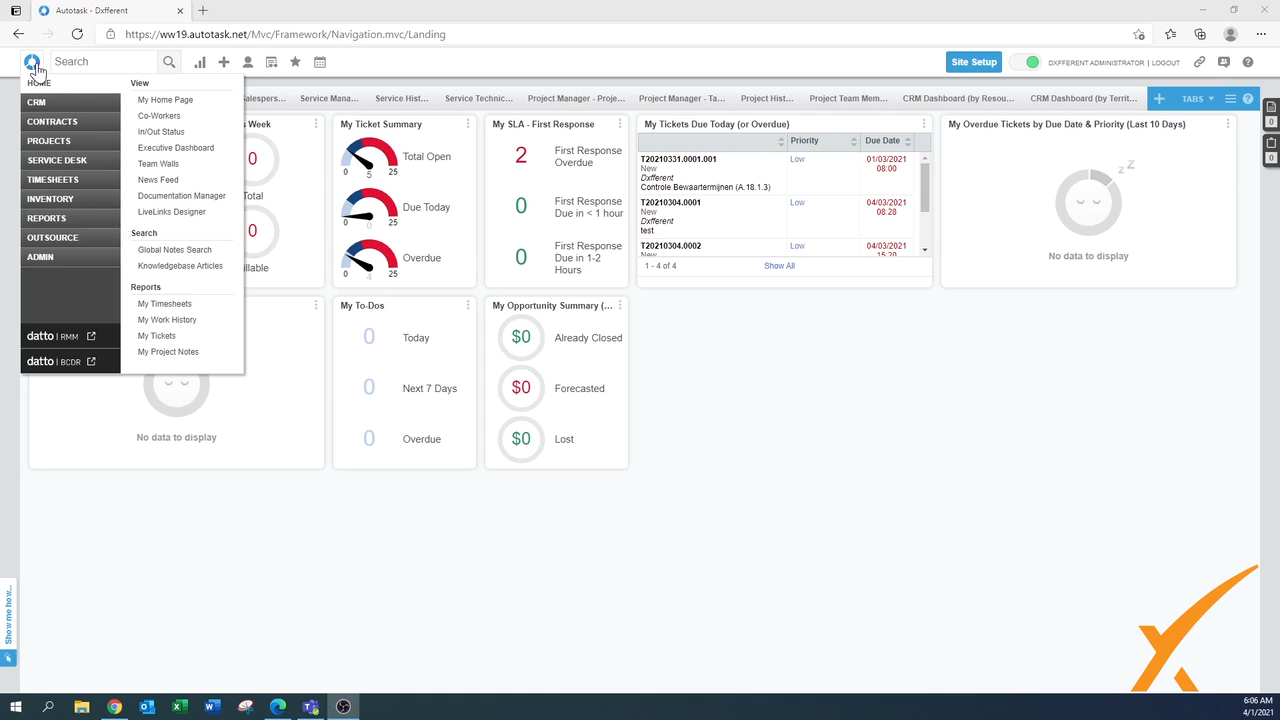 Autotask - Dxfferent
https://ww19.autotask.net/Mvc/Framework/Navigation.mvc/Landing
Search
Site Setup
DXFFERENT ADMINISTRATOR | LOGOUT
HOME
CRM
CONTRACTS
PROJECTS
SERVICE DESK
TIMESHEETS
INVENTORY
REPORTS
OUTSOURCE
ADMIN
datto | RMM
datto | BCDR
View
My Home Page
Co-Workers
In/Out Status
Executive Dashboard
Team Walls
News Feed
Documentation Manager
LiveLinks Designer
Search
Global Notes Search
Knowledgebase Articles
Reports
My Timesheets
My Work History
My Tickets
My Project Notes
Salespers...
Service Mana...
Service Hist...
Service Technic...
Project Manager - Proje...
Project Manager - Ta...
Project Hist...
Project Team Mem...
CRM Dashboard (by Resou...
CRM Dashboard (by Territ...
TABS
s Week
0
Total
0
ilable
My Ticket Summary
0 5 25
Total Open
0 0 25
Due Today
0 4 25
Overdue
My SLA - First Response
2 First Response Overdue
0 First Response Due in < 1 hour
0 First Response Due in 1-2 Hours
My Tickets Due Today (or Overdue)
Priority Due Date
T20210331.0001.001 Low 01/03/2021 08:00
New
Dxfferent
Controle Bewaartermijnen (A.18.1.3)
T20210304.0001 Low 04/03/2021 08:28
New
Dxfferent
test
T20210304.0002 Low 04/03/2021 15:20
New
1 - 4 of 4 Show All
My Overdue Tickets by Due Date & Priority (Last 10 Days)
z Z
No data to display
No data to display
My To-Dos
0 Today
0 Next 7 Days
0 Overdue
My Opportunity Summary (...
$0 Already Closed
$0 Forecasted
$0 Lost
0
0
Show me how...
6:06 AM
4/1/2021